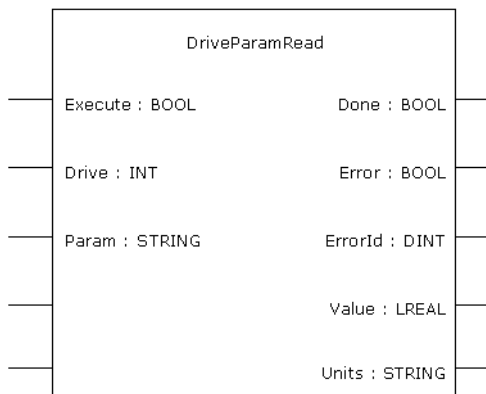 DriveParamRead
Execute : BOOL Done : BOOL
Drive : INT Error : BOOL
Param : STRING ErrorId : DINT
Value : LREAL
Units : STRING